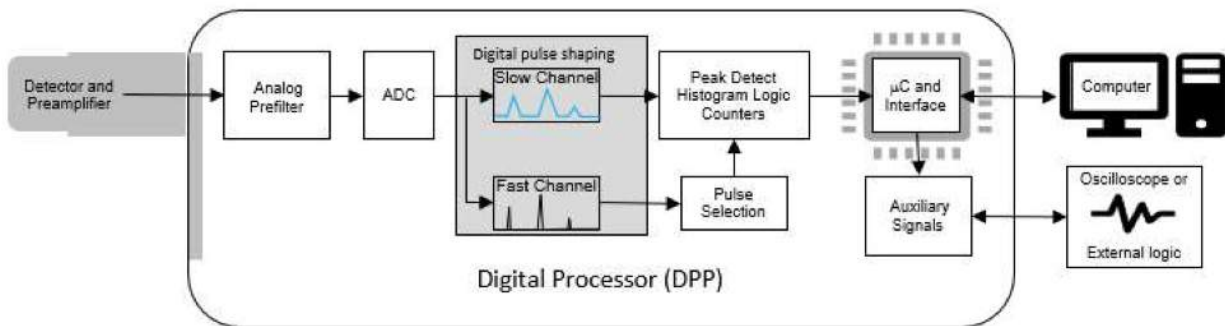 Detector and
Preamplifier
Analog
Prefilter
ADC
Digital pulse shaping
Slow Channel
Fast Channel
Peak Detect
Histogram Logic
Counters
Pulse
Selection
µC and
Interface
Auxiliary
Signals
Computer
Oscilloscope or
External logic
Digital Processor (DPP)